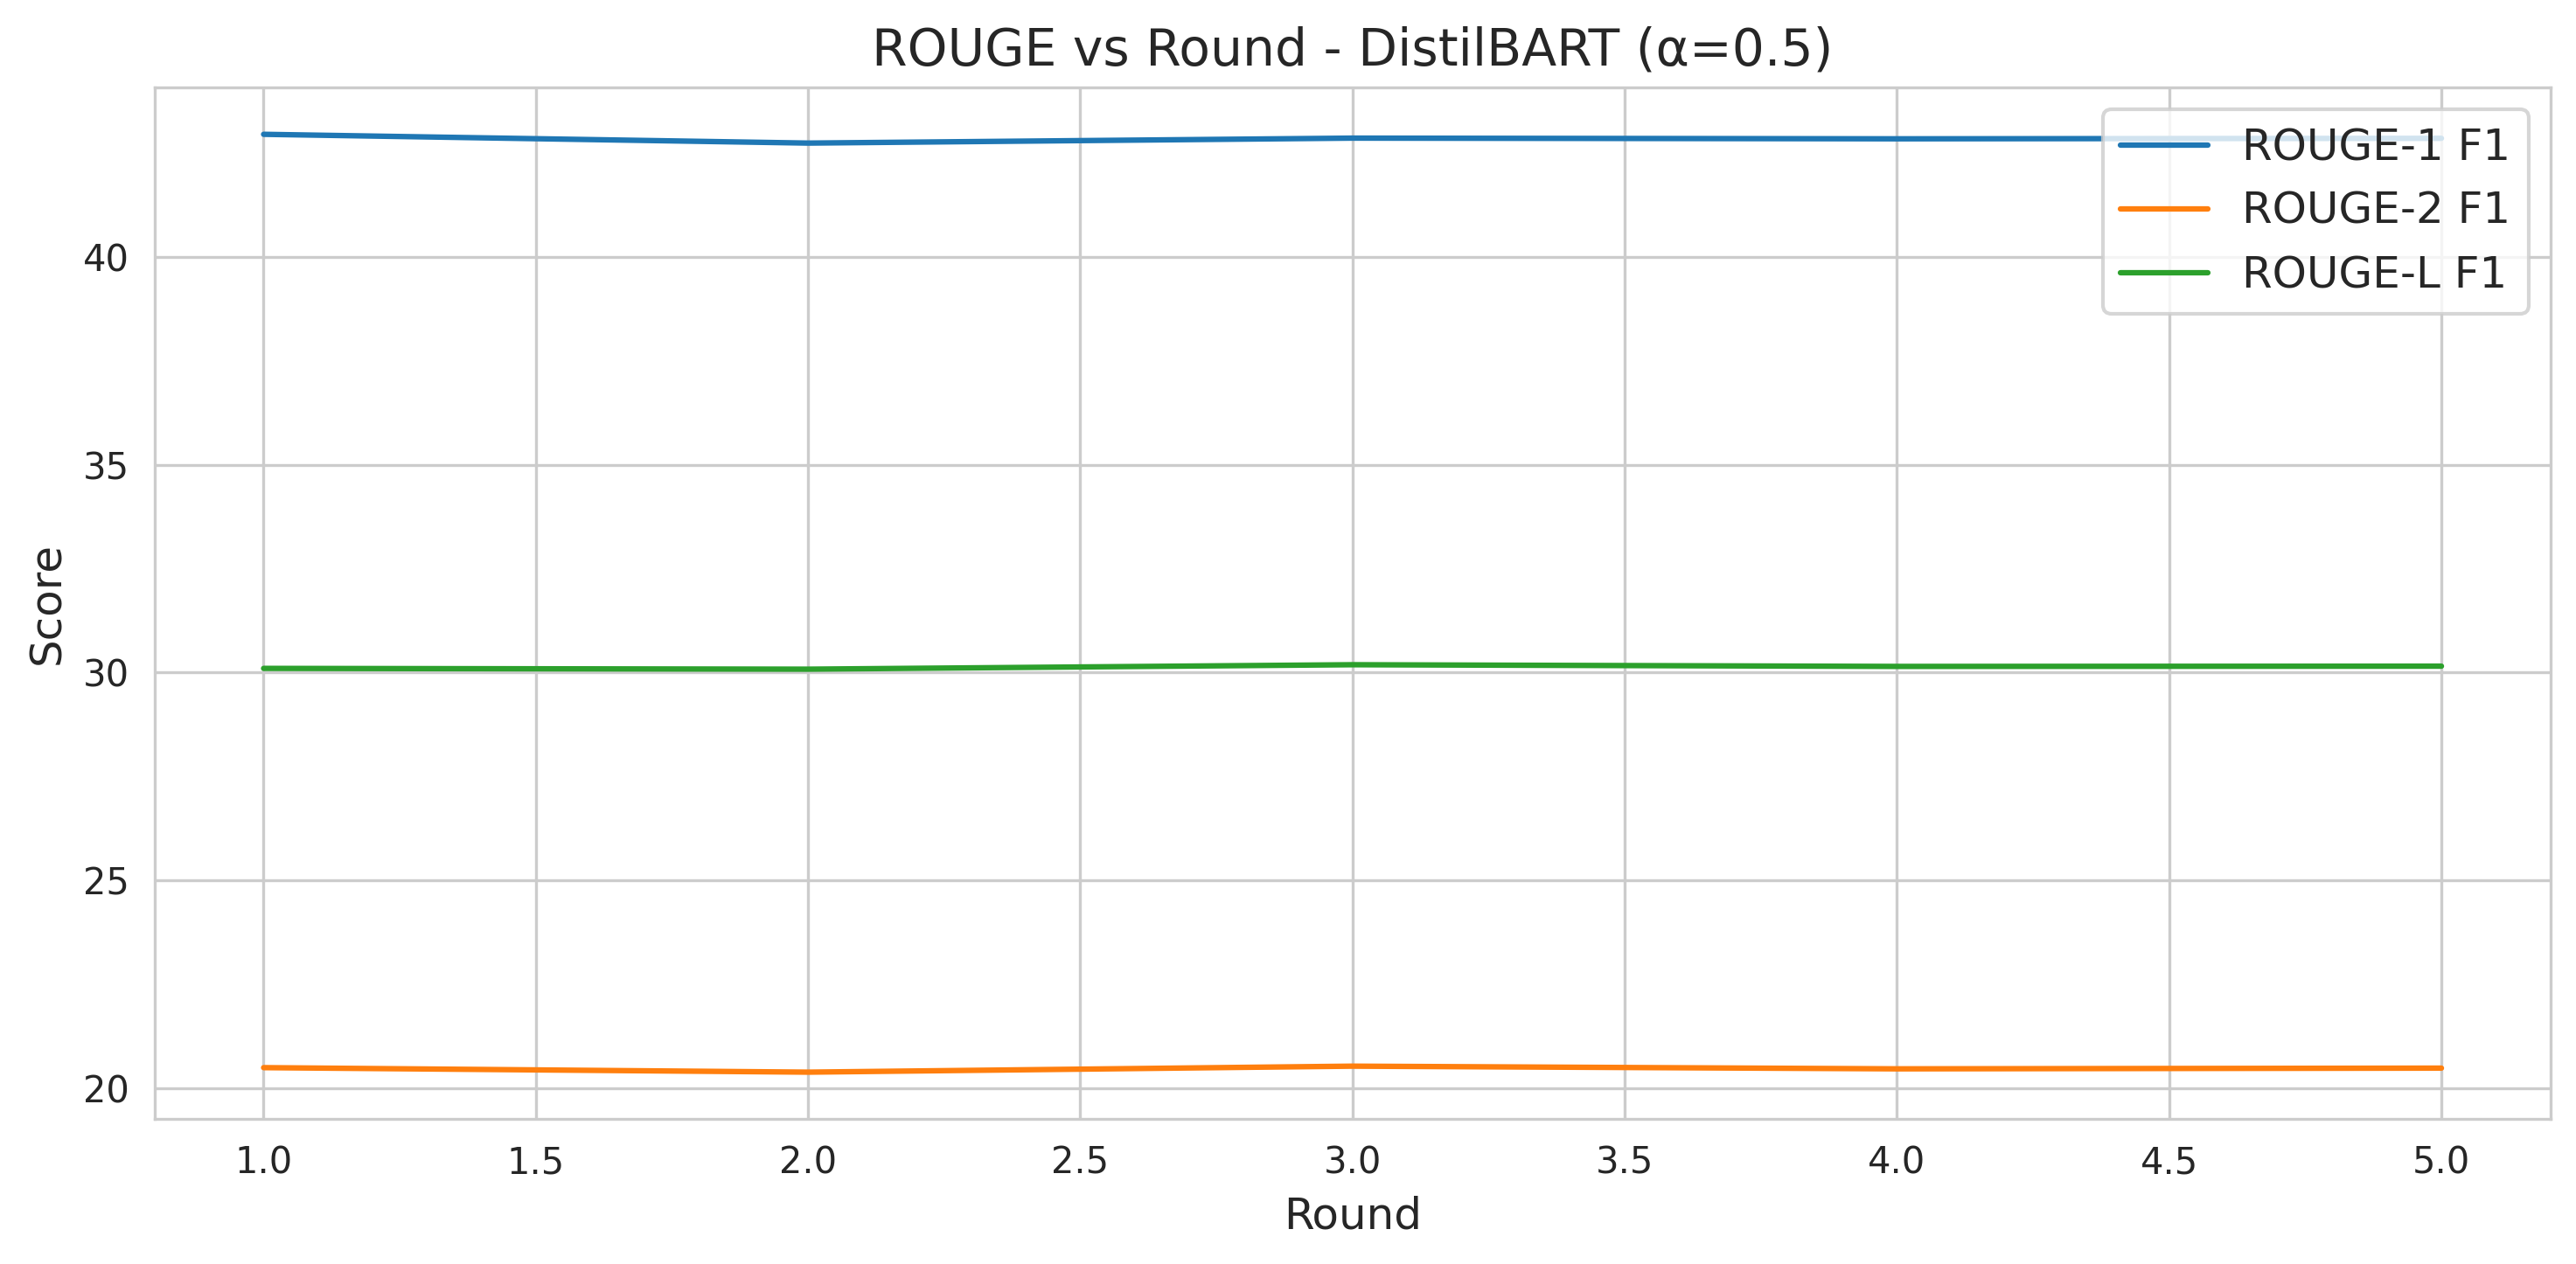 ROUGE vs Round - DistilBART (α=0.5)
ROUGE-1 F1
ROUGE-2 F1
ROUGE-L F1
Score
40
35
30
25
20
1.0 1.5 2.0 2.5 3.0 3.5 4.0 4.5 5.0
Round